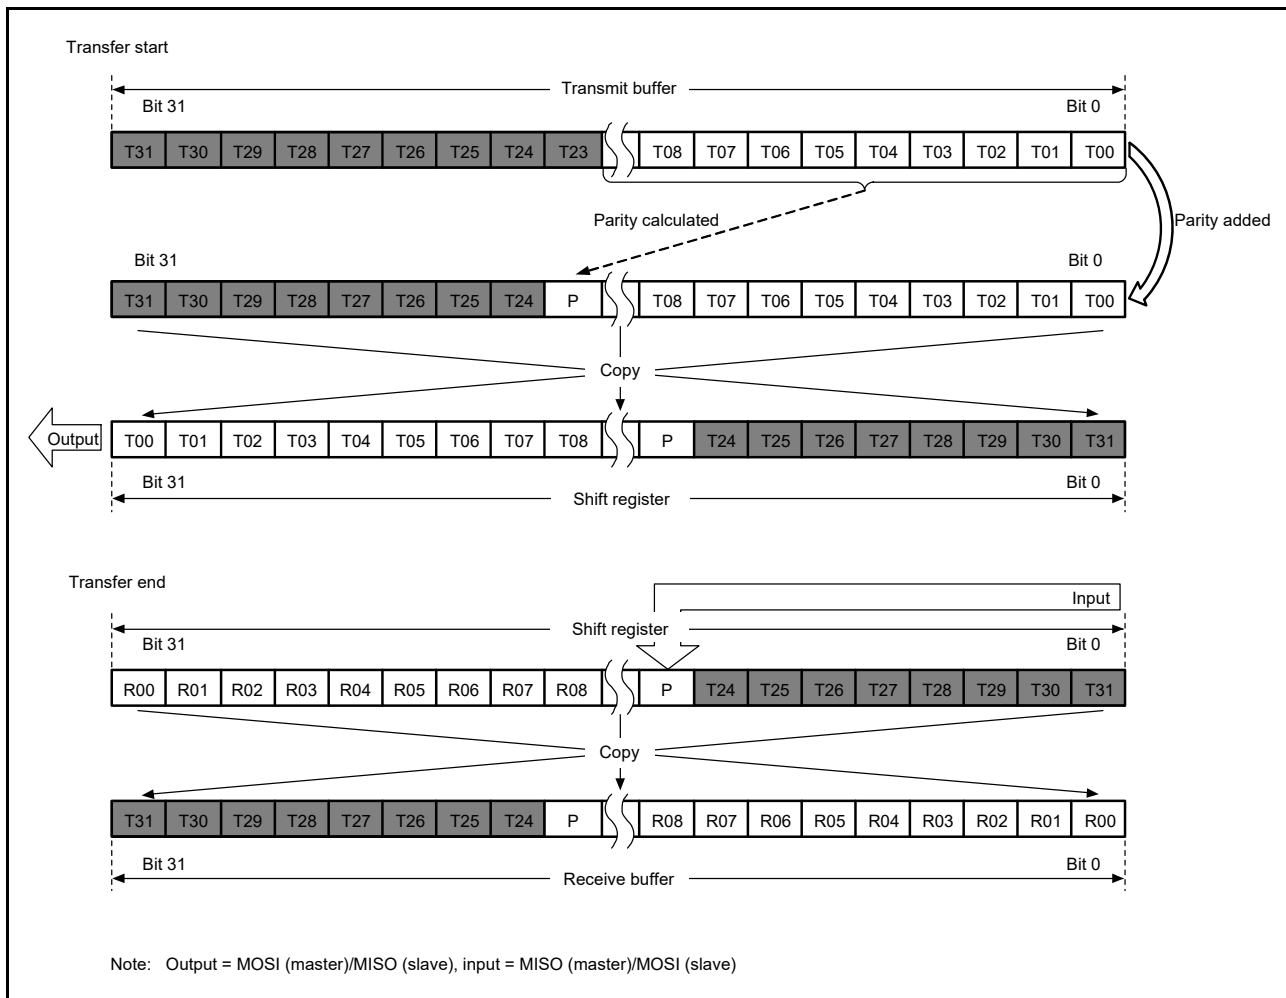 Transfer start
Transmit buffer
Bit 31 Bit 0
T31 T30 T29 T28 T27 T26 T25 T24 T23 T08 T07 T06 T05 T04 T03 T02 T01 T00
Parity calculated Parity added
Bit 31 Bit 0
T31 T30 T29 T28 T27 T26 T25 T24 P T08 T07 T06 T05 T04 T03 T02 T01 T00
Copy
Output T00 T01 T02 T03 T04 T05 T06 T07 T08 P T24 T25 T26 T27 T28 T29 T30 T31
Bit 31 Bit 0
Shift register
Transfer end
Input
Shift register
Bit 31 Bit 0
R00 R01 R02 R03 R04 R05 R06 R07 R08 P T24 T25 T26 T27 T28 T29 T30 T31
Copy
T31 T30 T29 T28 T27 T26 T25 T24 P R08 R07 R06 R05 R04 R03 R02 R01 R00
Bit 31 Bit 0
Receive buffer
Note: Output = MOSI (master)/MISO (slave), input = MISO (master)/MOSI (slave)